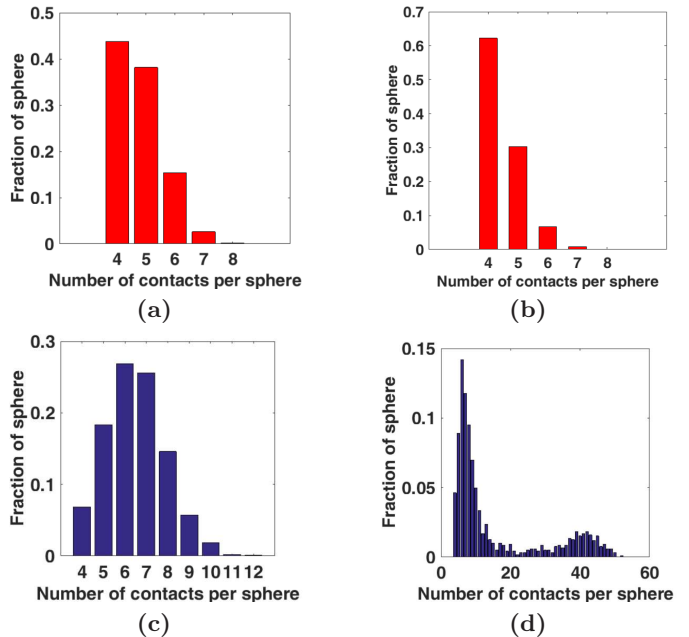 0.5
0.4
0.3
0.2
0.1
0
Fraction of sphere
4 5 6 7 8
Number of contacts per sphere
(a)
0.7
0.6
0.5
0.4
0.3
0.2
0.1
0
Fraction of sphere
4 5 6 7 8
Number of contacts per sphere
(b)
0.3
0.2
0.1
0
Fraction of sphere
4 5 6 7 8 9 10 11 12
Number of contacts per sphere
(c)
0.15
0.1
0.05
0
Fraction of sphere
0 20 40 60
Number of contacts per sphere
(d)